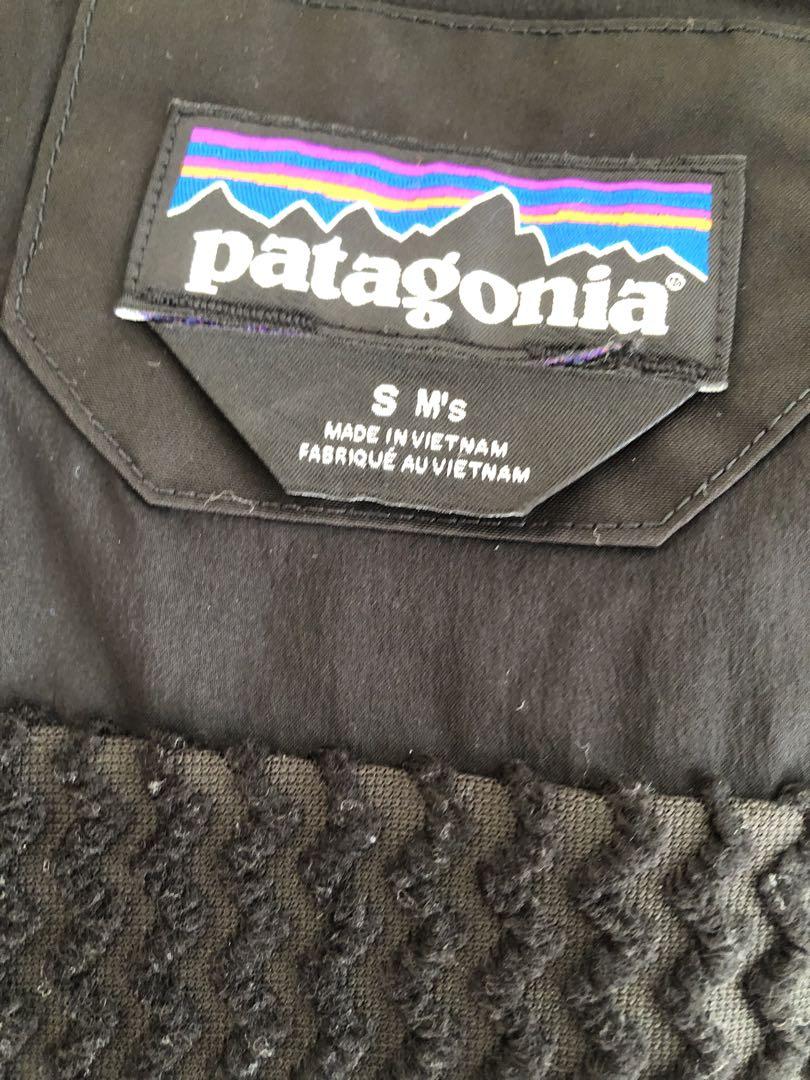 patagonia®
S M's
MADE IN VIETNAM
FABRIQUÉ AU VIETNAM